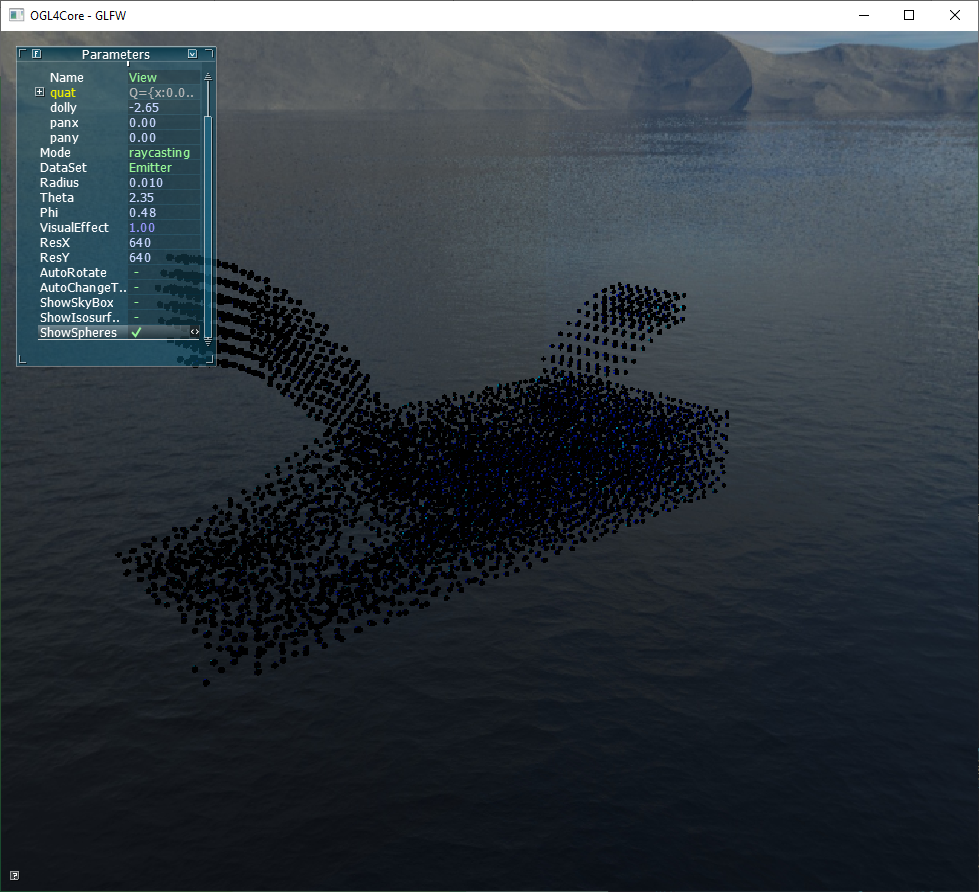 OGL4Core - GLFW
Parameters
Name View
quat Q={x:0.0..
dolly -2.65
panx 0.00
pany 0.00
Mode raycasting
DataSet Emitter
Radius 0.010
Theta 2.35
Phi 0.48
VisualEffect 1.00
ResX 640
ResY 640
AutoRotate -
AutoChangeT.. -
ShowSkyBox -
ShowIsosurf.. -
ShowSpheres ✓